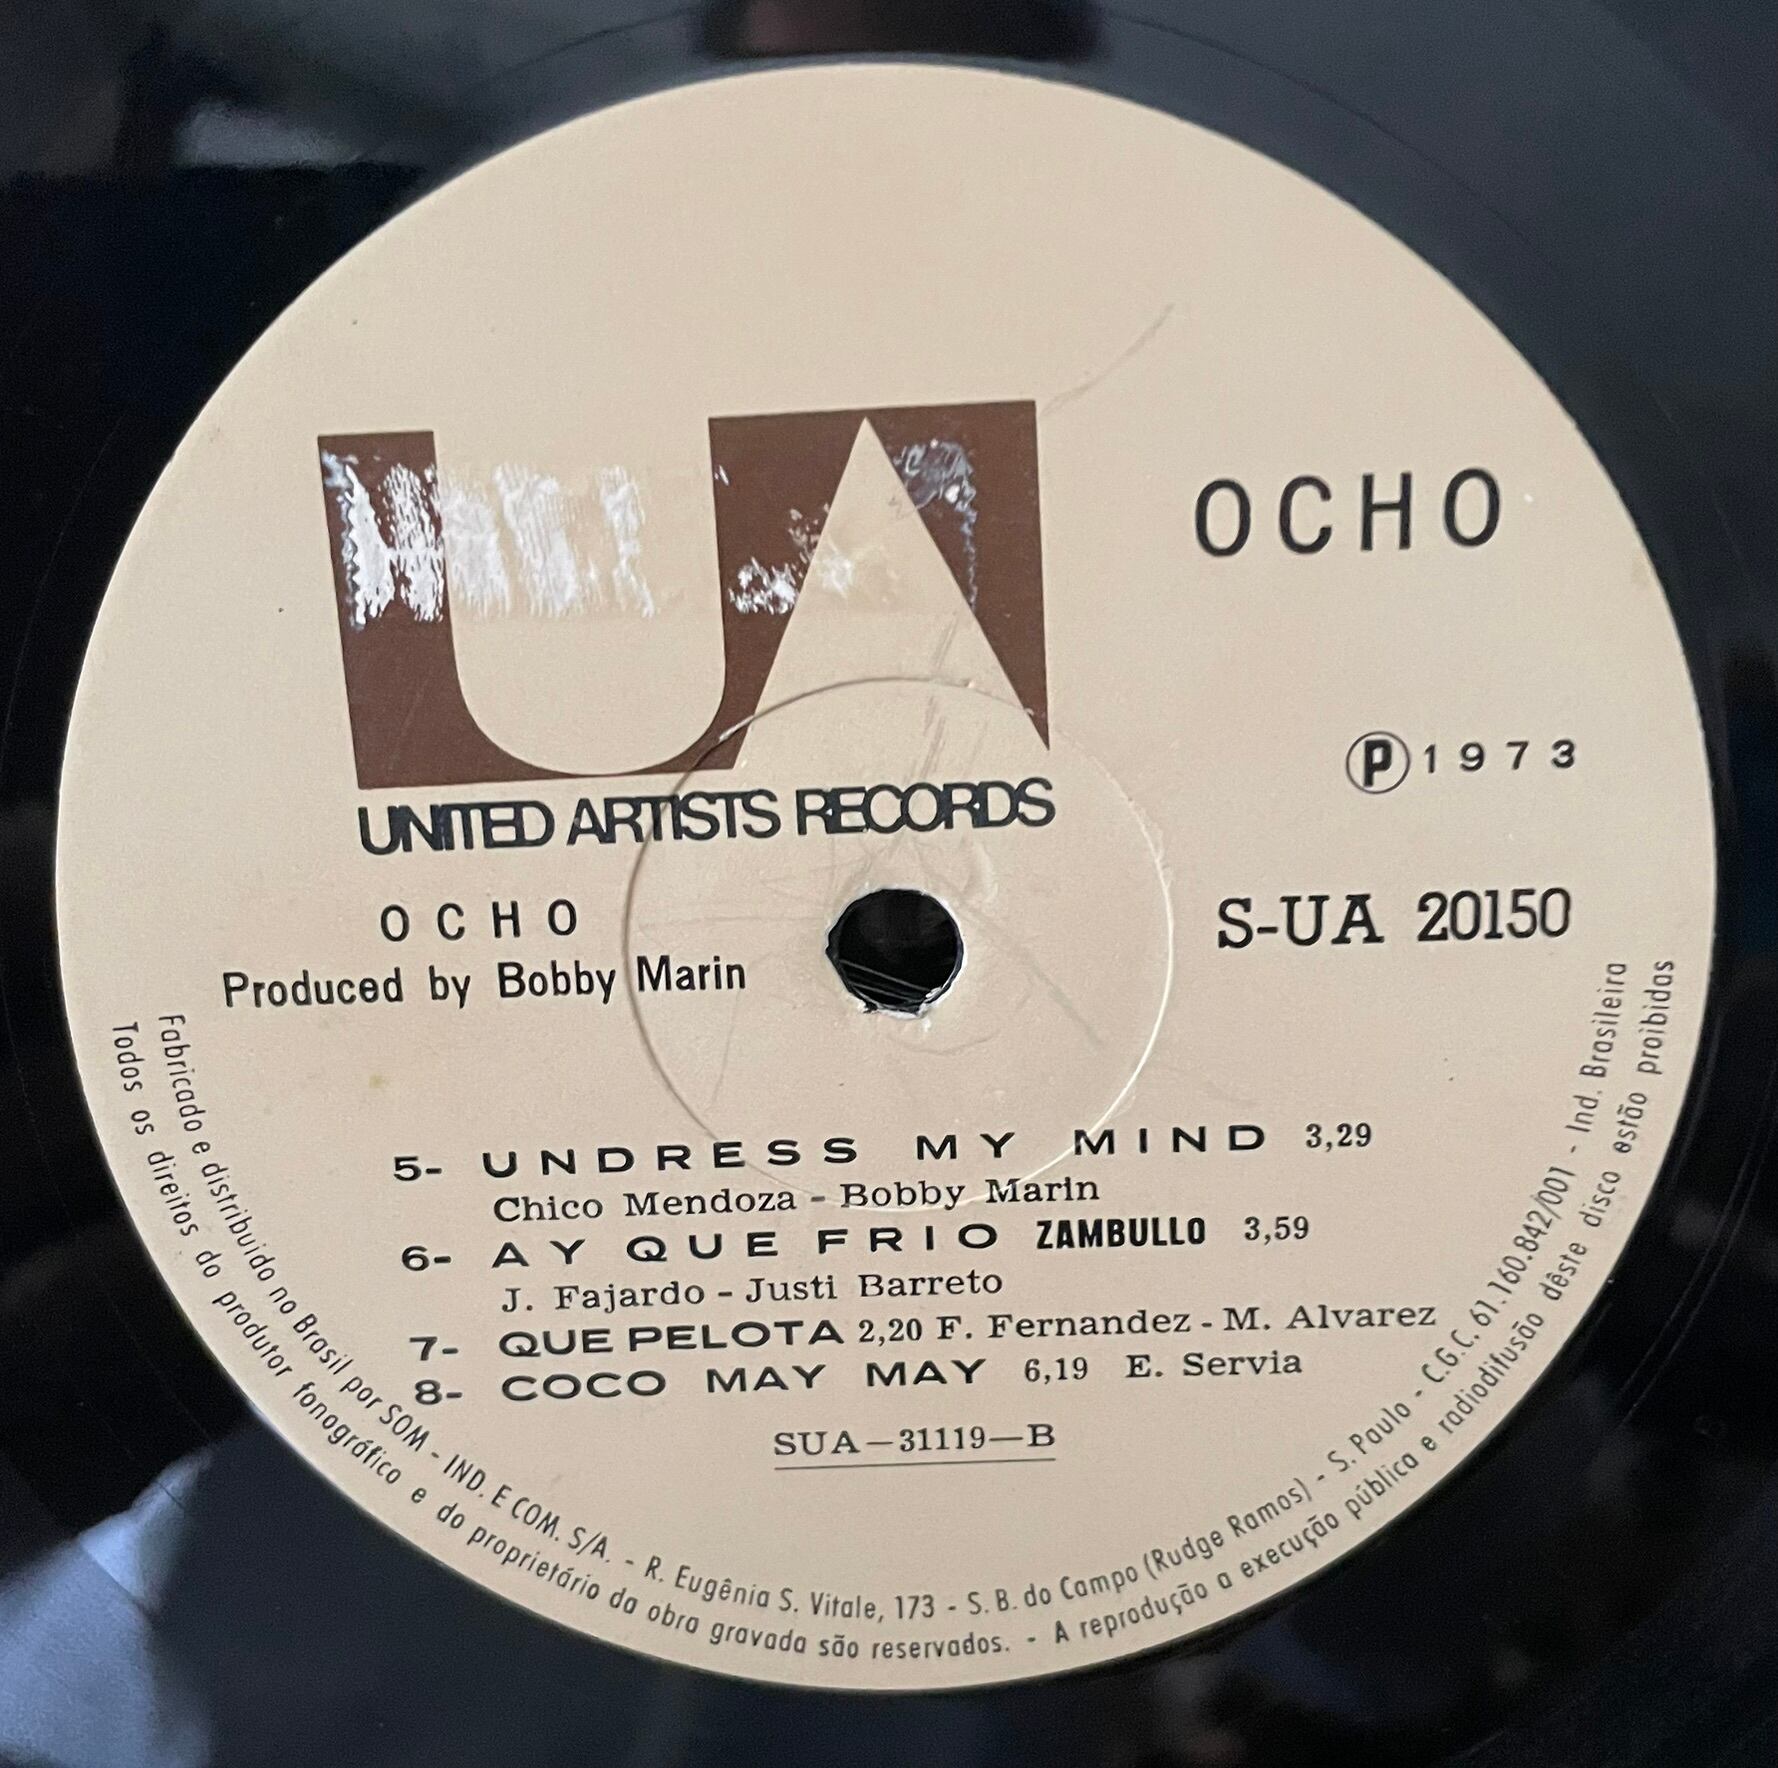 UA
OCHO
℗ 1973
UNITED ARTISTS RECORDS
OCHO
S-UA 20150
Produced by Bobby Marin
5- UNDRESS MY MIND 3,29
Chico Mendoza - Bobby Marin
6- AY QUE FRIO ZAMBULLO 3,59
J. Fajardo - Justi Barreto
7- QUE PELOTA 2,20 F. Fernandez - M. Alvarez
8- COCO MAY MAY 6,19 E. Servia
SUA-31119-B
Fabricado e distribuido no Brasil por SOM - IND. E COM. S/A. - R. Eugênia S. Vitale, 173 - S. B. do Campo (Rudge Ramos) - S. Paulo - C.G.C. 61.160.842/001 - Ind. Brasileira
Todos os direitos do produtor fonográfico e do proprietário da obra gravada são reservados. - A reprodução a execução pública e radiodifusão dêste disco estão proibidas